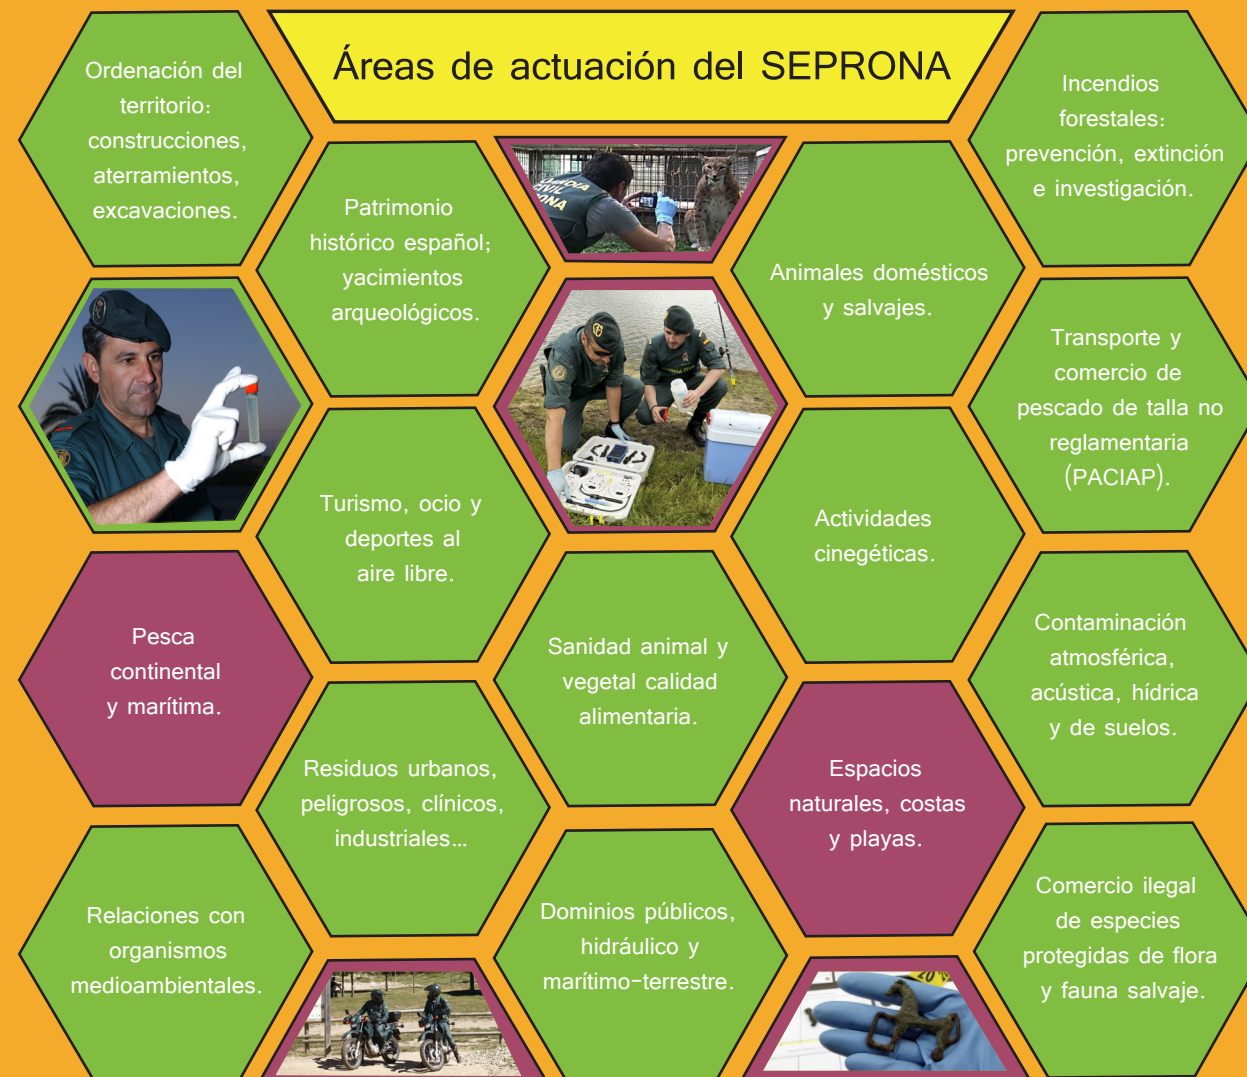 Áreas de actuación del SEPRONA
Ordenación del
territorio:
construcciones,
aterramientos,
excavaciones.
Patrimonio
histórico español;
yacimientos
arqueológicos.
Animales domésticos
y salvajes.
Incendios
forestales:
prevención, extinción
e investigación.
Transporte y
comercio de
pescado de talla no
reglamentaria
(PACIAP).
Turismo, ocio y
deportes al
aire libre.
Actividades
cinegéticas.
Pesca
continental
y marítima.
Sanidad animal y
vegetal calidad
alimentaria.
Contaminación
atmosférica,
acústica, hídrica
y de suelos.
Residuos urbanos,
peligrosos, clínicos,
industriales...
Espacios
naturales, costas
y playas.
Relaciones con
organismos
medioambientales.
Dominios públicos,
hidráulico y
marítimo-terrestre.
Comercio ilegal
de especies
protegidas de flora
y fauna salvaje.